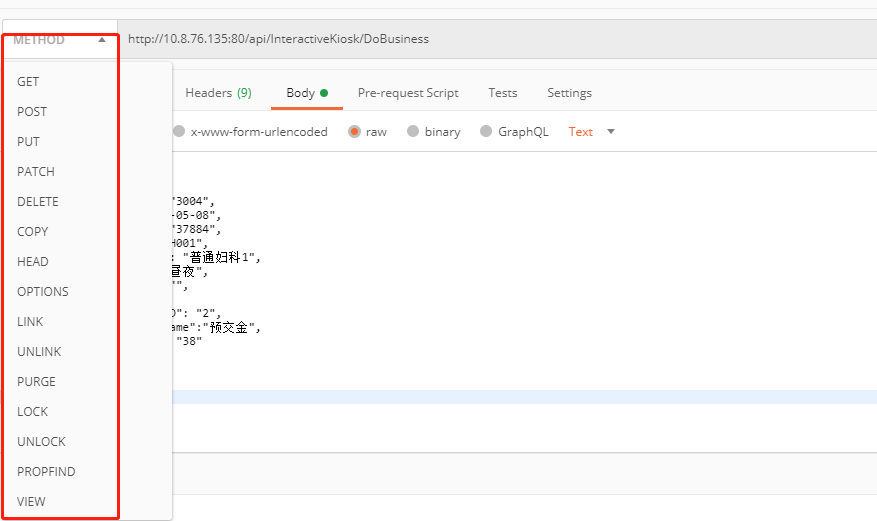 METHOD
http://10.8.76.135:80/api/InteractiveKiosk/DoBusiness
Headers (9) Body Pre-request Script Tests Settings
x-www-form-urlencoded raw binary GraphQL Text
GET
POST
PUT
PATCH
DELETE
COPY
HEAD
OPTIONS
LINK
UNLINK
PURGE
LOCK
UNLOCK
PROPFIND
VIEW
"3004",
-05-08",
"37884",
H001",
: "普通妇科1",
昼夜",
"",
D": "2",
ame":"预交金",
"38"